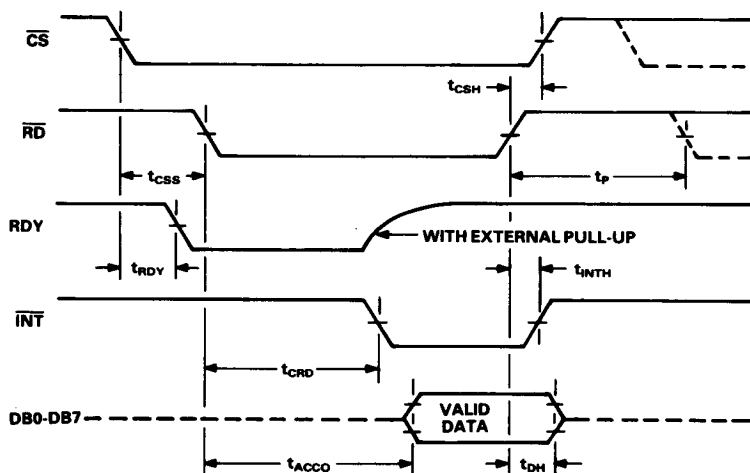 CS
tCSH
RD
tCSS
tP
RDY
WITH EXTERNAL PULL-UP
tRDY
tINTH
INT
tCRD
DB0-DB7
VALID
DATA
tACCO
tDH